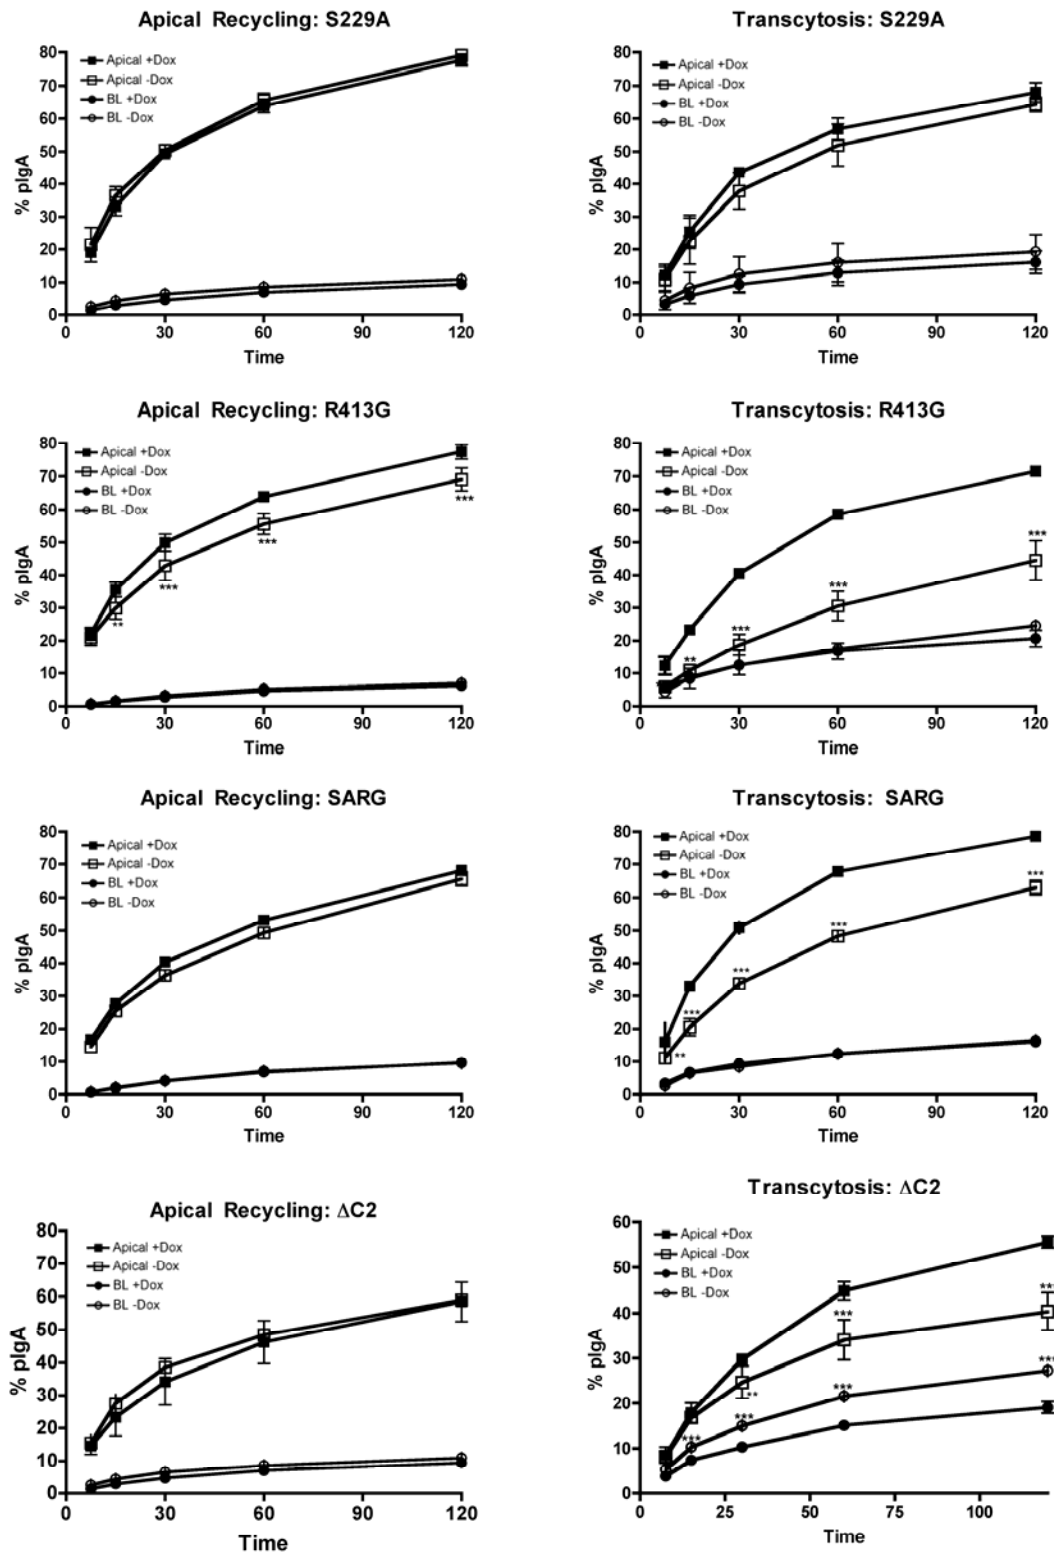 Apical Recycling: S229A
80
70
60
50
40
30
20
10
0
% pIgA
Apical +Dox
Apical -Dox
BL +Dox
BL -Dox
0 30 60 90 120
Time
Transcytosis: S229A
80
70
60
50
40
30
20
10
0
% pIgA
Apical +Dox
Apical -Dox
BL +Dox
BL -Dox
0 30 60 90 120
Time
Apical Recycling: R413G
80
70
60
50
40
30
20
10
0
% pIgA
Apical +Dox
Apical -Dox
BL +Dox
BL -Dox
**
***
***
***
0 30 60 90 120
Time
Transcytosis: R413G
80
70
60
50
40
30
20
10
0
% pIgA
Apical +Dox
Apical -Dox
BL +Dox
BL -Dox
*
**
***
***
***
0 30 60 90 120
Time
Apical Recycling: SARG
80
70
60
50
40
30
20
10
0
% pIgA
Apical +Dox
Apical -Dox
BL +Dox
BL -Dox
0 30 60 90 120
Time
Transcytosis: SARG
80
70
60
50
40
30
20
10
0
% pIgA
Apical +Dox
Apical -Dox
BL +Dox
BL -Dox
**
***
***
***
***
0 30 60 90 120
Time
Apical Recycling: ΔC2
80
70
60
50
40
30
20
10
0
% pIgA
Apical +Dox
Apical -Dox
BL +Dox
BL -Dox
0 30 60 90 120
Time
Transcytosis: ΔC2
60
50
40
30
20
10
0
% pIgA
Apical +Dox
Apical -Dox
BL +Dox
BL -Dox
**
***
***
***
***
***
***
0 25 50 75 100
Time